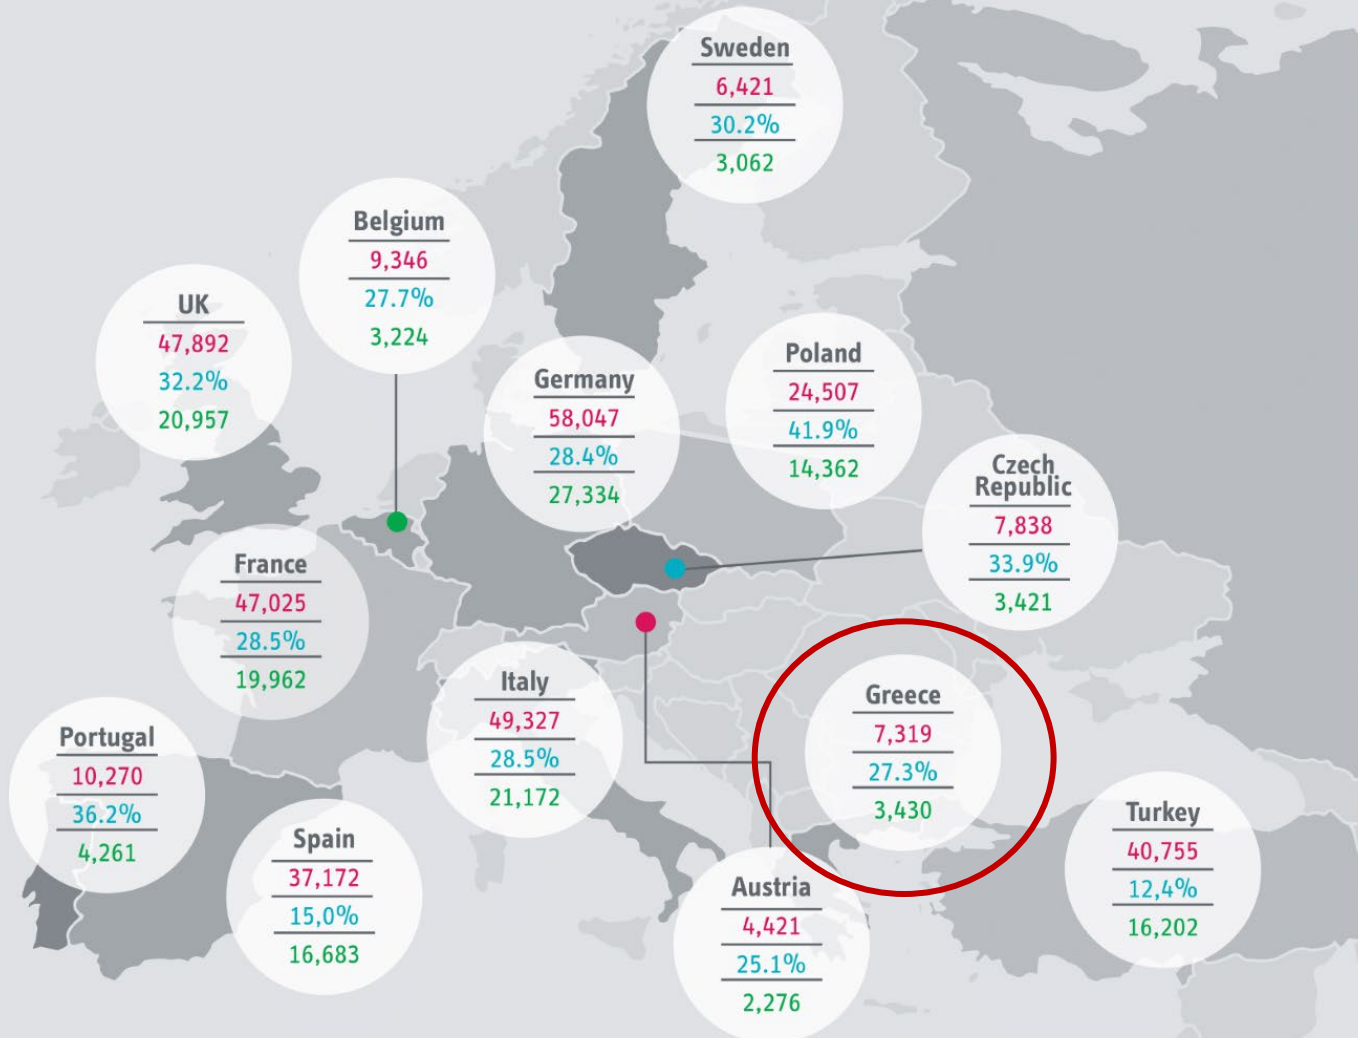 Sweden
6,421
30.2%
3,062
Belgium
9,346
27.7%
3,224
UK
47,892
32.2%
20,957
Germany
58,047
28.4%
27,334
Poland
24,507
41.9%
14,362
Czech
Republic
7,838
33.9%
3,421
France
47,025
28.5%
19,962
Italy
49,327
28.5%
21,172
Greece
7,319
27.3%
3,430
Portugal
10,270
36.2%
4,261
Spain
37,172
15,0%
16,683
Austria
4,421
25.1%
2,276
Turkey
40,755
12,4%
16,202